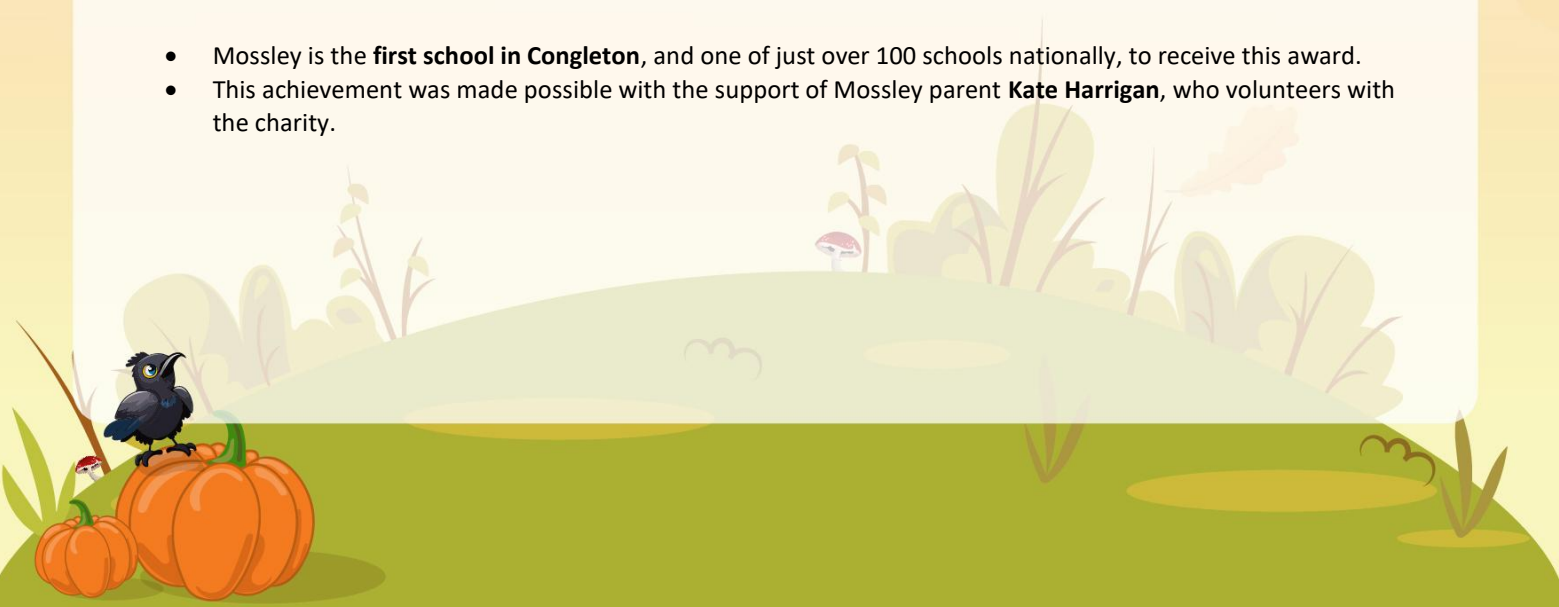 • Mossley is the first school in Congleton, and one of just over 100 schools nationally, to receive this award.
• This achievement was made possible with the support of Mossley parent Kate Harrigan, who volunteers with
the charity.